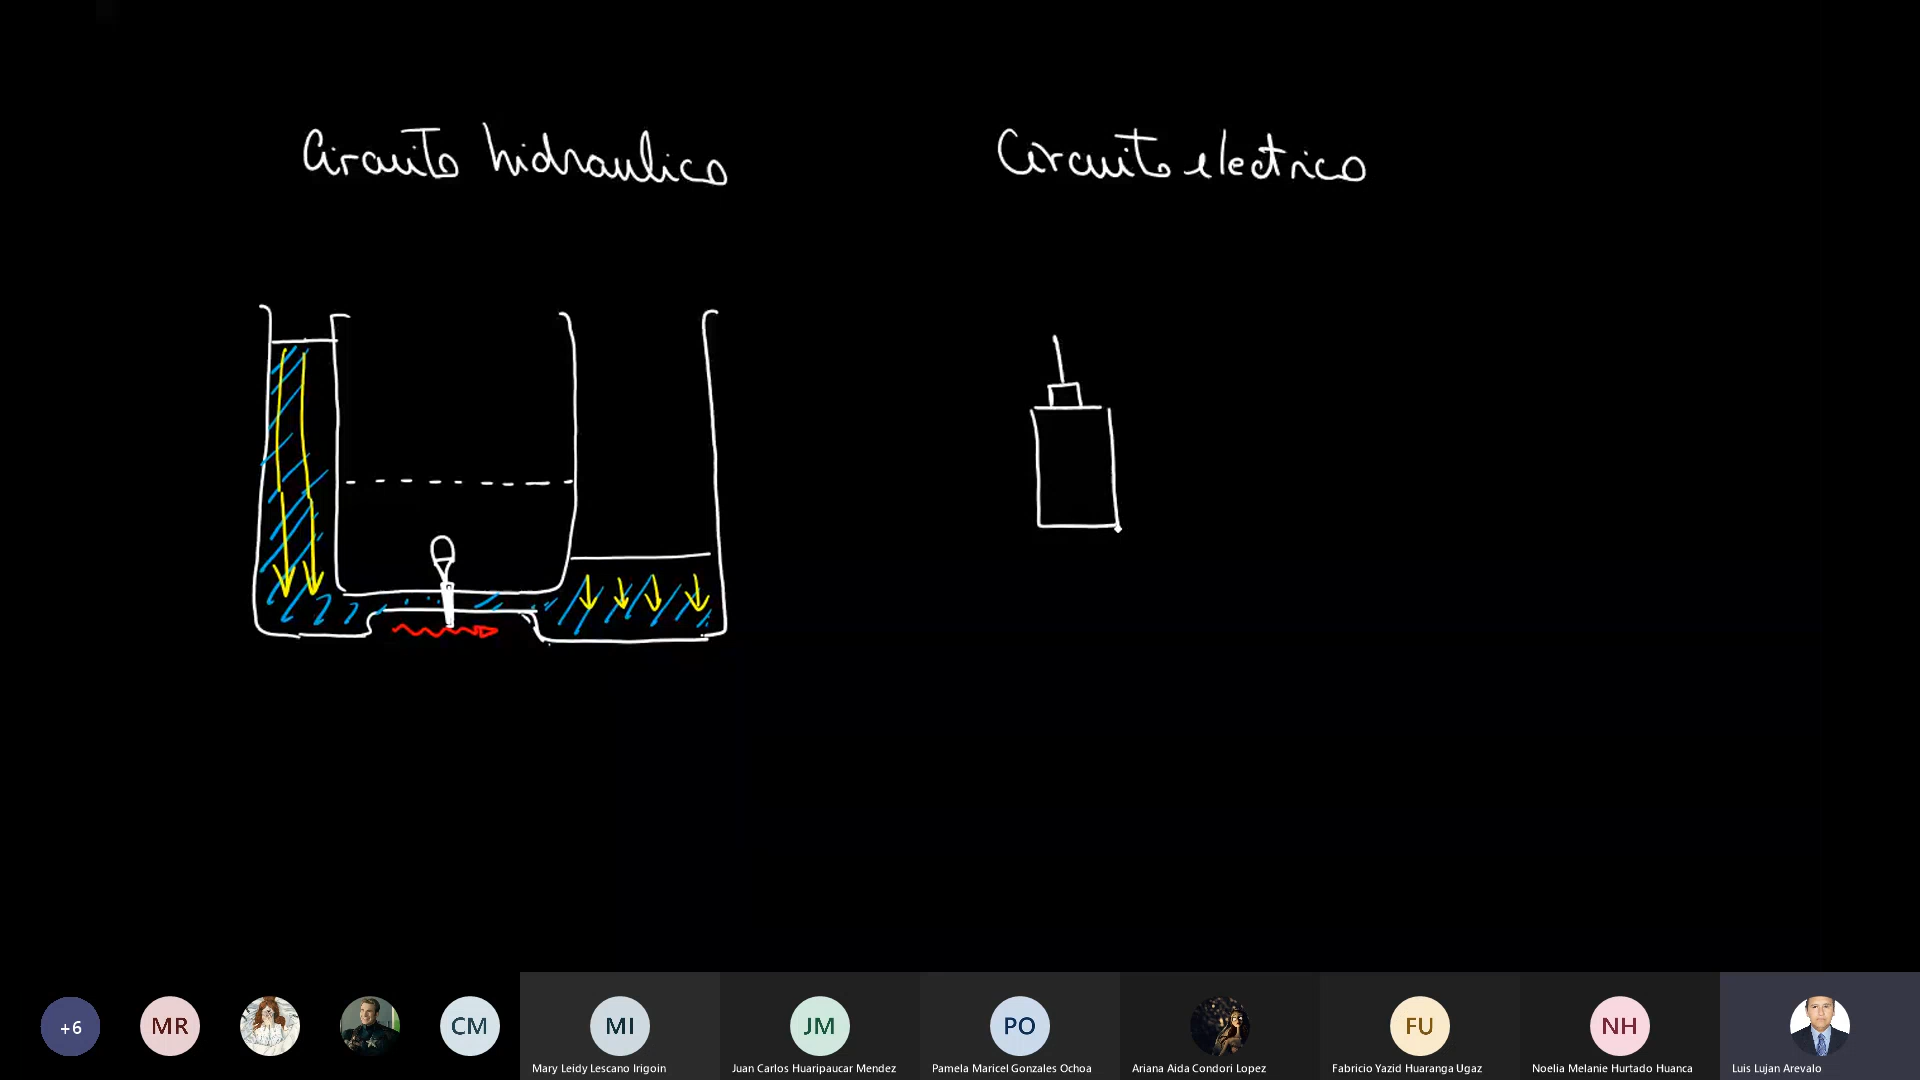 Circuito hidraulico
Circuito electrico
+6
MR
CM
MI
JM
PO
FU
NH
Mary Leidy Lescano Irigoin
Juan Carlos Huaripaucar Mendez
Pamela Maricel Gonzales Ochoa
Ariana Aida Condori Lopez
Fabricio Yazid Huaranga Ugaz
Noelia Melanie Hurtado Huanca
Luis Lujan Arevalo